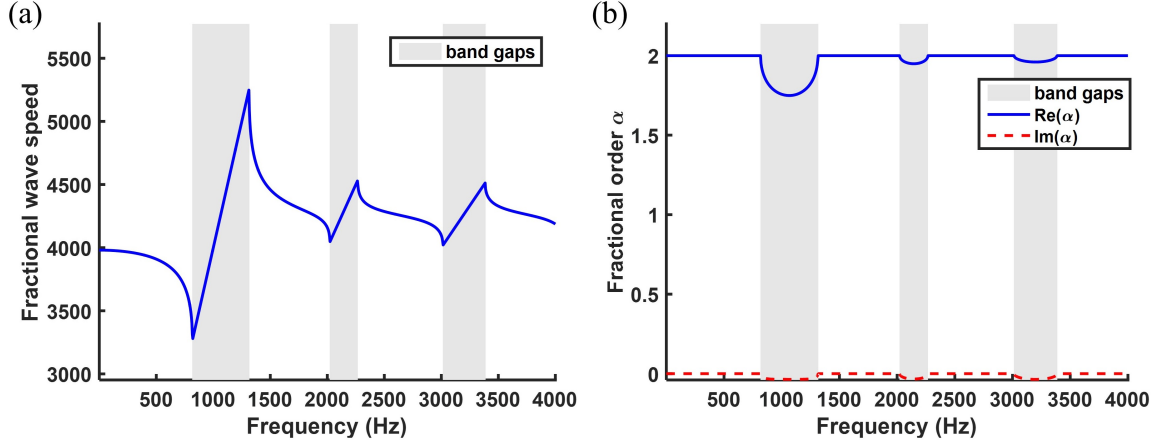 (a)
5500
5000
4500
4000
3500
3000
Fractional wave speed
band gaps
500 1000 1500 2000 2500 3000 3500 4000
Frequency (Hz)
(b)
2
1.5
1
0.5
0
Fractional order α
band gaps
Re(α)
Im(α)
500 1000 1500 2000 2500 3000 3500 4000
Frequency (Hz)